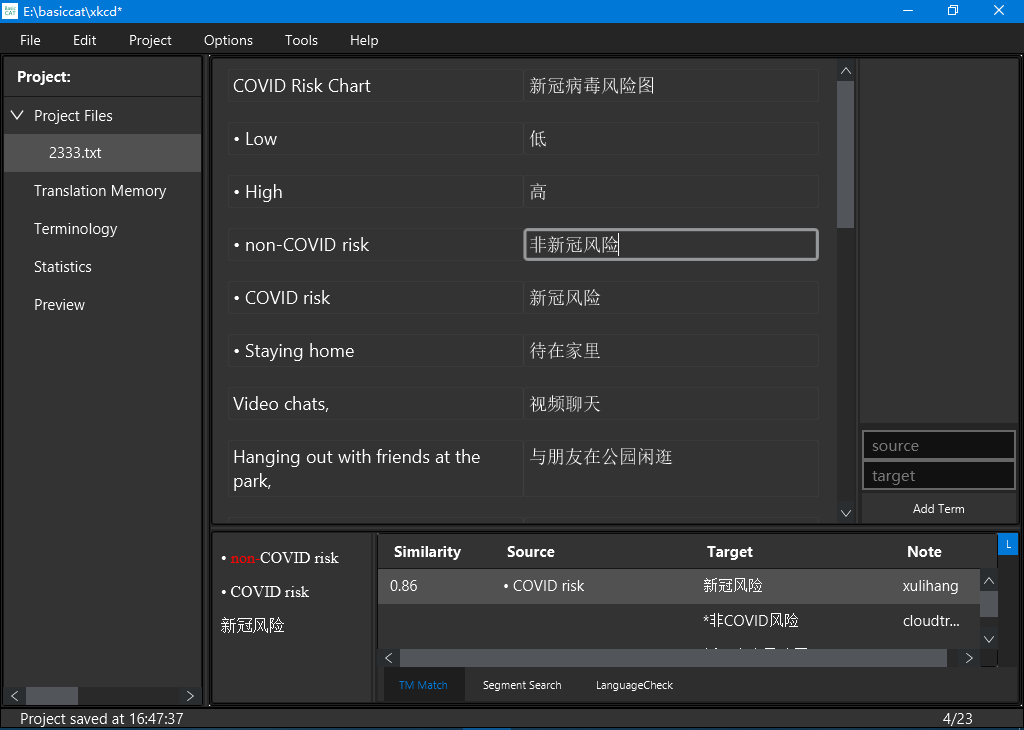 Basic CAT E:\basiccat\xkcd*
File Edit Project Options Tools Help
Project:
Project Files
2333.txt
Translation Memory
Terminology
Statistics
Preview
COVID Risk Chart 新冠病毒风险图
• Low 低
• High 高
• non-COVID risk 非新冠风险
• COVID risk 新冠风险
• Staying home 待在家里
Video chats, 视频聊天
Hanging out with friends at the 与朋友在公园闲逛
park,
source
target
Add Term
• non-COVID risk
• COVID risk
新冠风险
Similarity Source Target Note
0.86 • COVID risk 新冠风险 xulihang
*非COVID风险 cloudtr...
L
TM Match Segment Search LanguageCheck
Project saved at 16:47:37 4/23